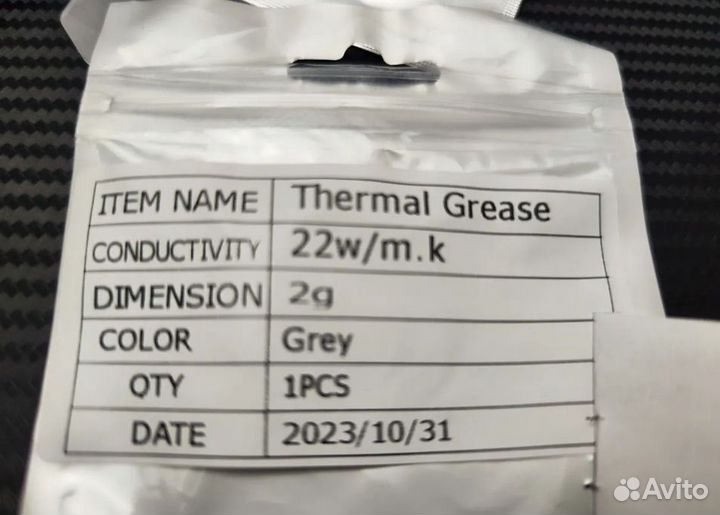 ITEM NAME Thermal Grease
CONDUCTIVITY 22w/m.k
DIMENSION 2g
COLOR Grey
QTY 1PCS
DATE 2023/10/31
Avito